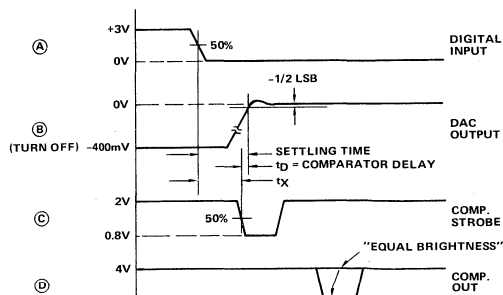 A
+3V
50%
0V
DIGITAL
INPUT
-1/2 LSB
0V
B
(TURN OFF)
-400mV
DAC
OUTPUT
SETTLING TIME
tD = COMPARATOR DELAY
tX
C
2V
50%
0.8V
COMP.
STROBE
"EQUAL BRIGHTNESS"
D
4V
COMP.
OUT